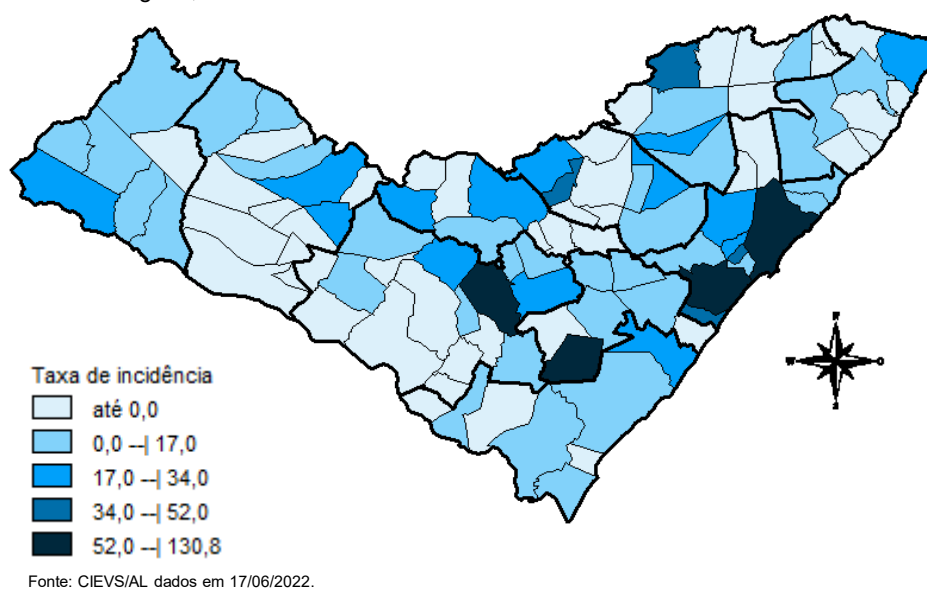 Taxa de incidência
até 0,0
0,0 --| 17,0
17,0 --| 34,0
34,0 --| 52,0
52,0 --| 130,8
Fonte: CIEVS/AL dados em 17/06/2022.